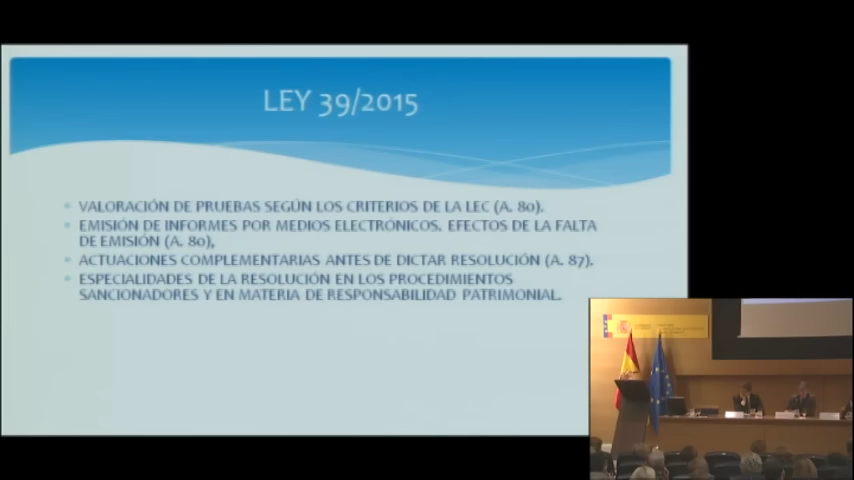 LEY 39/2015
VALORACIÓN DE PRUEBAS SEGÚN LOS CRITERIOS DE LA LEC (A. 80).
EMISIÓN DE INFORMES POR MEDIOS ELECTRÓNICOS. EFECTOS DE LA FALTA
DE EMISIÓN (A. 80),
ACTUACIONES COMPLEMENTARIAS ANTES DE DICTAR RESOLUCIÓN (A. 87).
ESPECIALIDADES DE LA RESOLUCIÓN EN LOS PROCEDIMIENTOS
SANCIONADORES Y EN MATERIA DE RESPONSABILIDAD PATRIMONIAL.